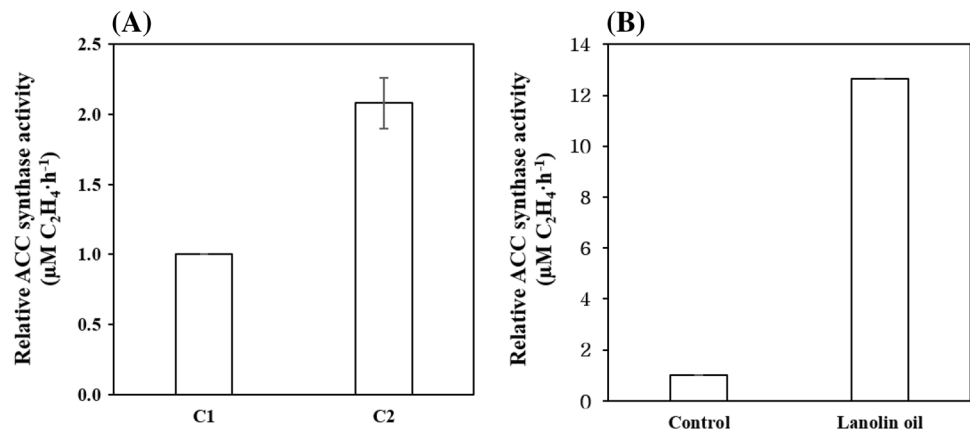 (A)
Relative ACC synthase activity
(μM C₂H₄·h⁻¹)
2.5
2.0
1.5
1.0
0.5
0.0
C1
C2
(B)
Relative ACC synthase activity
(μM C₂H₄·h⁻¹)
14
12
10
8
6
4
2
0
Control
Lanolin oil